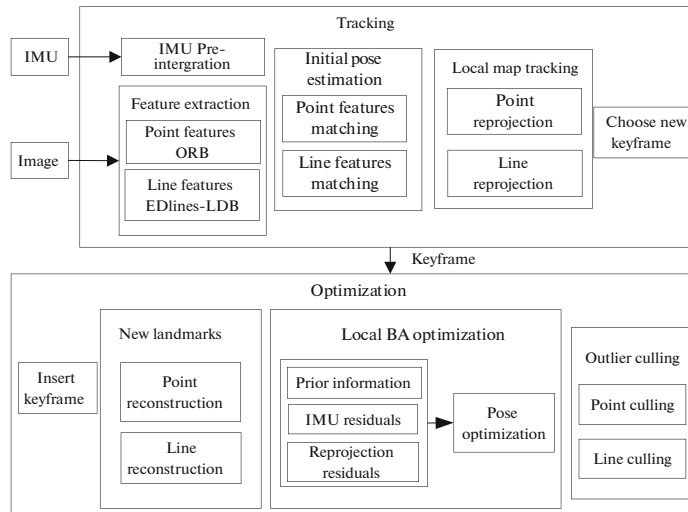 Tracking
IMU
IMU Pre-
intergration
Image
Feature extraction
Point features
ORB
Line features
EDlines-LDB
Initial pose
estimation
Point features
matching
Line features
matching
Local map tracking
Point
reprojection
Line
reprojection
Choose new
keyframe
Keyframe
Optimization
Insert
keyframe
New landmarks
Point
reconstruction
Line
reconstruction
Local BA optimization
Prior information
IMU residuals
Reprojection
residuals
Pose
optimization
Outlier culling
Point culling
Line culling